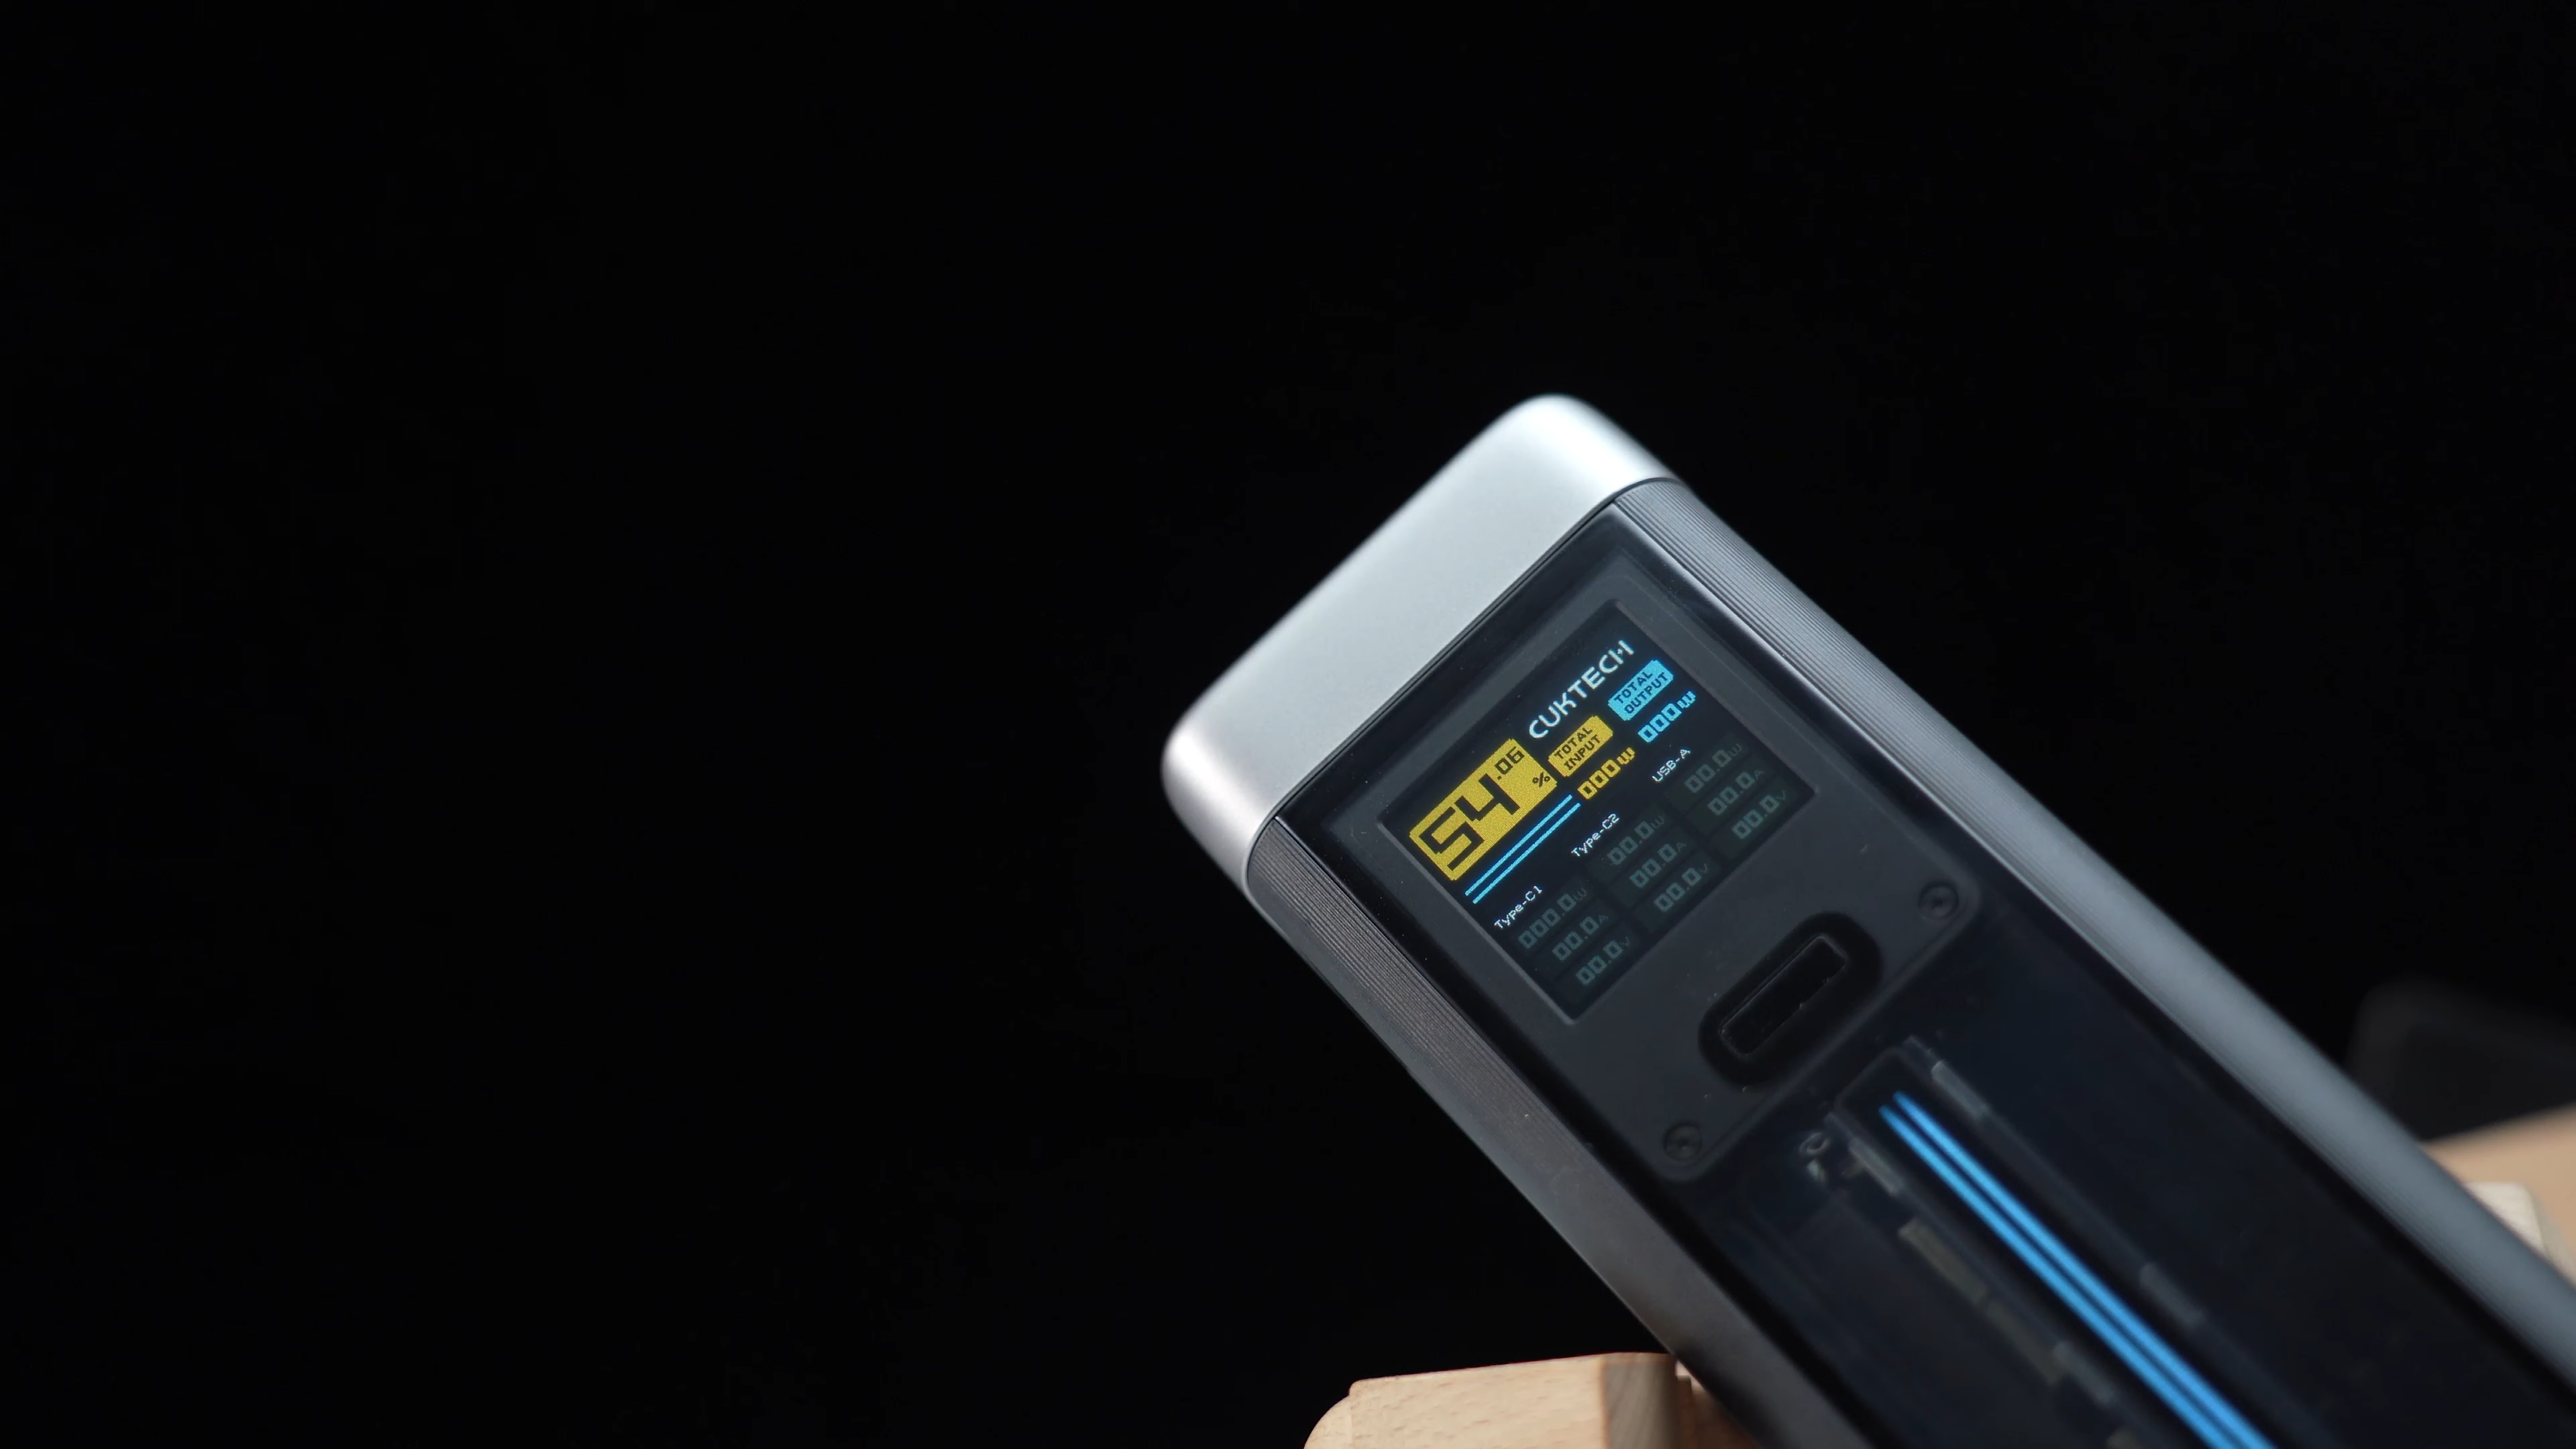 CUKTECH
54.06%
TOTAL INPUT
TOTAL OUTPUT
000W
000W
Type-C1
Type-C2
USB-A
000.0W
00.0W
00.0W
00.0A
00.0A
00.0A
00.0V
00.0V
00.0V